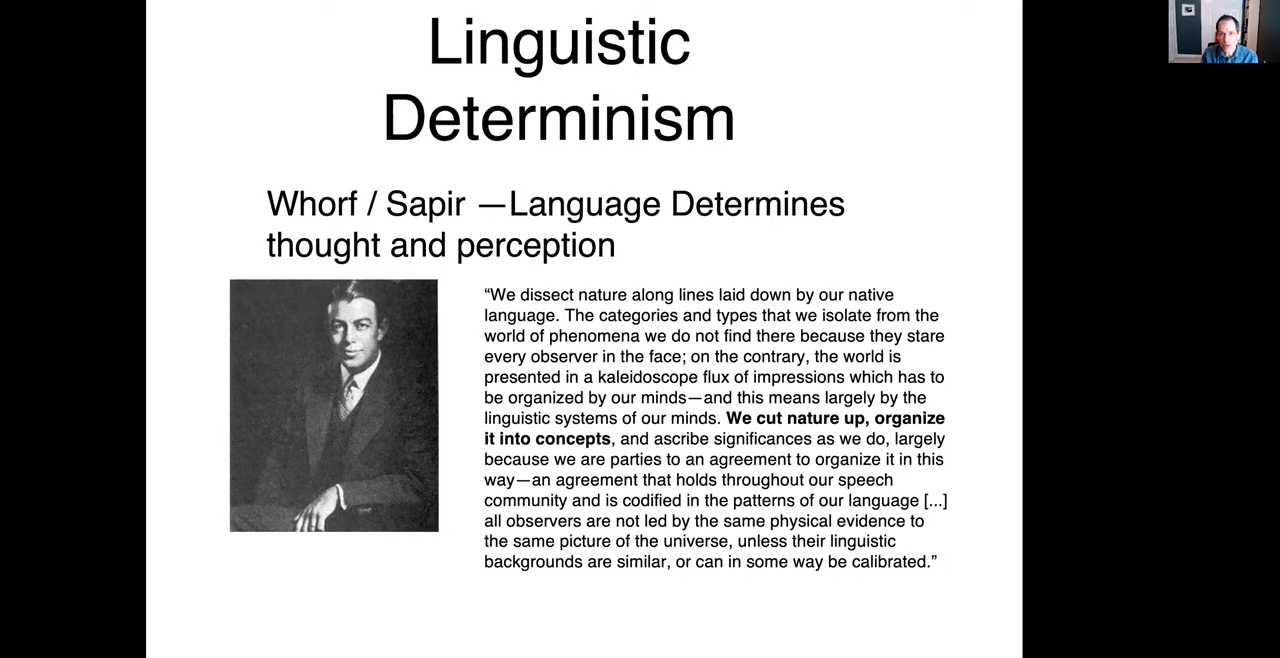 Linguistic
Determinism
Whorf / Sapir —Language Determines
thought and perception
“We dissect nature along lines laid down by our native
language. The categories and types that we isolate from the
world of phenomena we do not find there because they stare
every observer in the face; on the contrary, the world is
presented in a kaleidoscope flux of impressions which has to
be organized by our minds—and this means largely by the
linguistic systems of our minds. We cut nature up, organize
it into concepts, and ascribe significances as we do, largely
because we are parties to an agreement to organize it in this
way—an agreement that holds throughout our speech
community and is codified in the patterns of our language [...]
all observers are not led by the same physical evidence to
the same picture of the universe, unless their linguistic
backgrounds are similar, or can in some way be calibrated.”